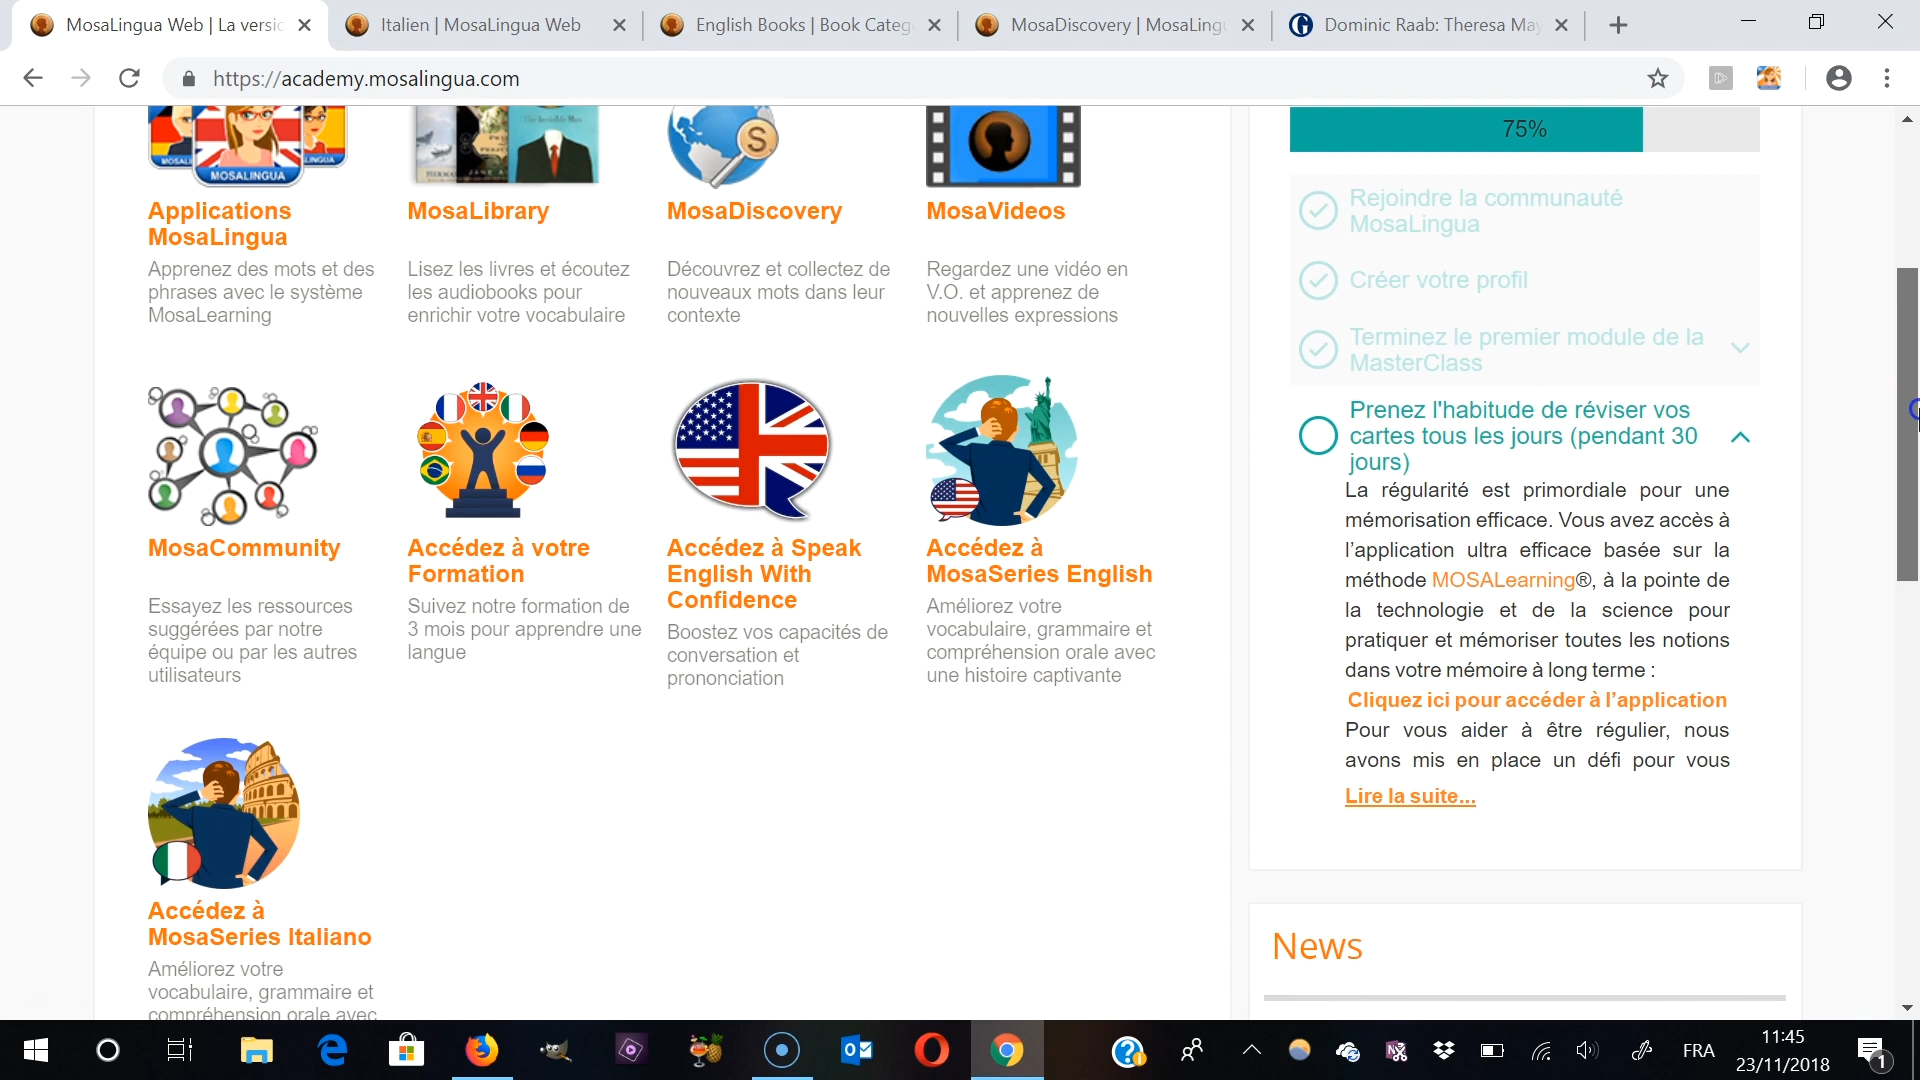 MosaLingua Web | La versio
Italien | MosaLingua Web
English Books | Book Catego
MosaDiscovery | MosaLingu
Dominic Raab: Theresa May
https://academy.mosalingua.com
MOSALINGUA
The Invisible Man
S
75%
Applications
MosaLingua
Apprenez des mots et des
phrases avec le système
MosaLearning
MosaLibrary
Lisez les livres et écoutez
les audiobooks pour
enrichir votre vocabulaire
MosaDiscovery
Découvrez et collectez de
nouveaux mots dans leur
contexte
MosaVideos
Regardez une vidéo en
V.O. et apprenez de
nouvelles expressions
MosaCommunity
Essayez les ressources
suggérées par notre
équipe ou par les autres
utilisateurs
Accédez à votre
Formation
Suivez notre formation de
3 mois pour apprendre une
langue
Accédez à Speak
English With
Confidence
Boostez vos capacités de
conversation et
prononciation
Accédez à
MosaSeries English
Améliorez votre
vocabulaire, grammaire et
compréhension orale avec
une histoire captivante
Accédez à
MosaSeries Italiano
Améliorez votre
vocabulaire, grammaire et
compréhension orale avec
Rejoindre la communauté
MosaLingua
Créer votre profil
Terminez le premier module de la
MasterClass
Prenez l'habitude de réviser vos
cartes tous les jours (pendant 30
jours)
La régularité est primordiale pour une
mémorisation efficace. Vous avez accès à
l’application ultra efficace basée sur la
méthode MOSALearning®, à la pointe de
la technologie et de la science pour
pratiquer et mémoriser toutes les notions
dans votre mémoire à long terme :
Cliquez ici pour accéder à l’application
Pour vous aider à être régulier, nous
avons mis en place un défi pour vous
Lire la suite...
News
FRA
11:45
23/11/2018
1